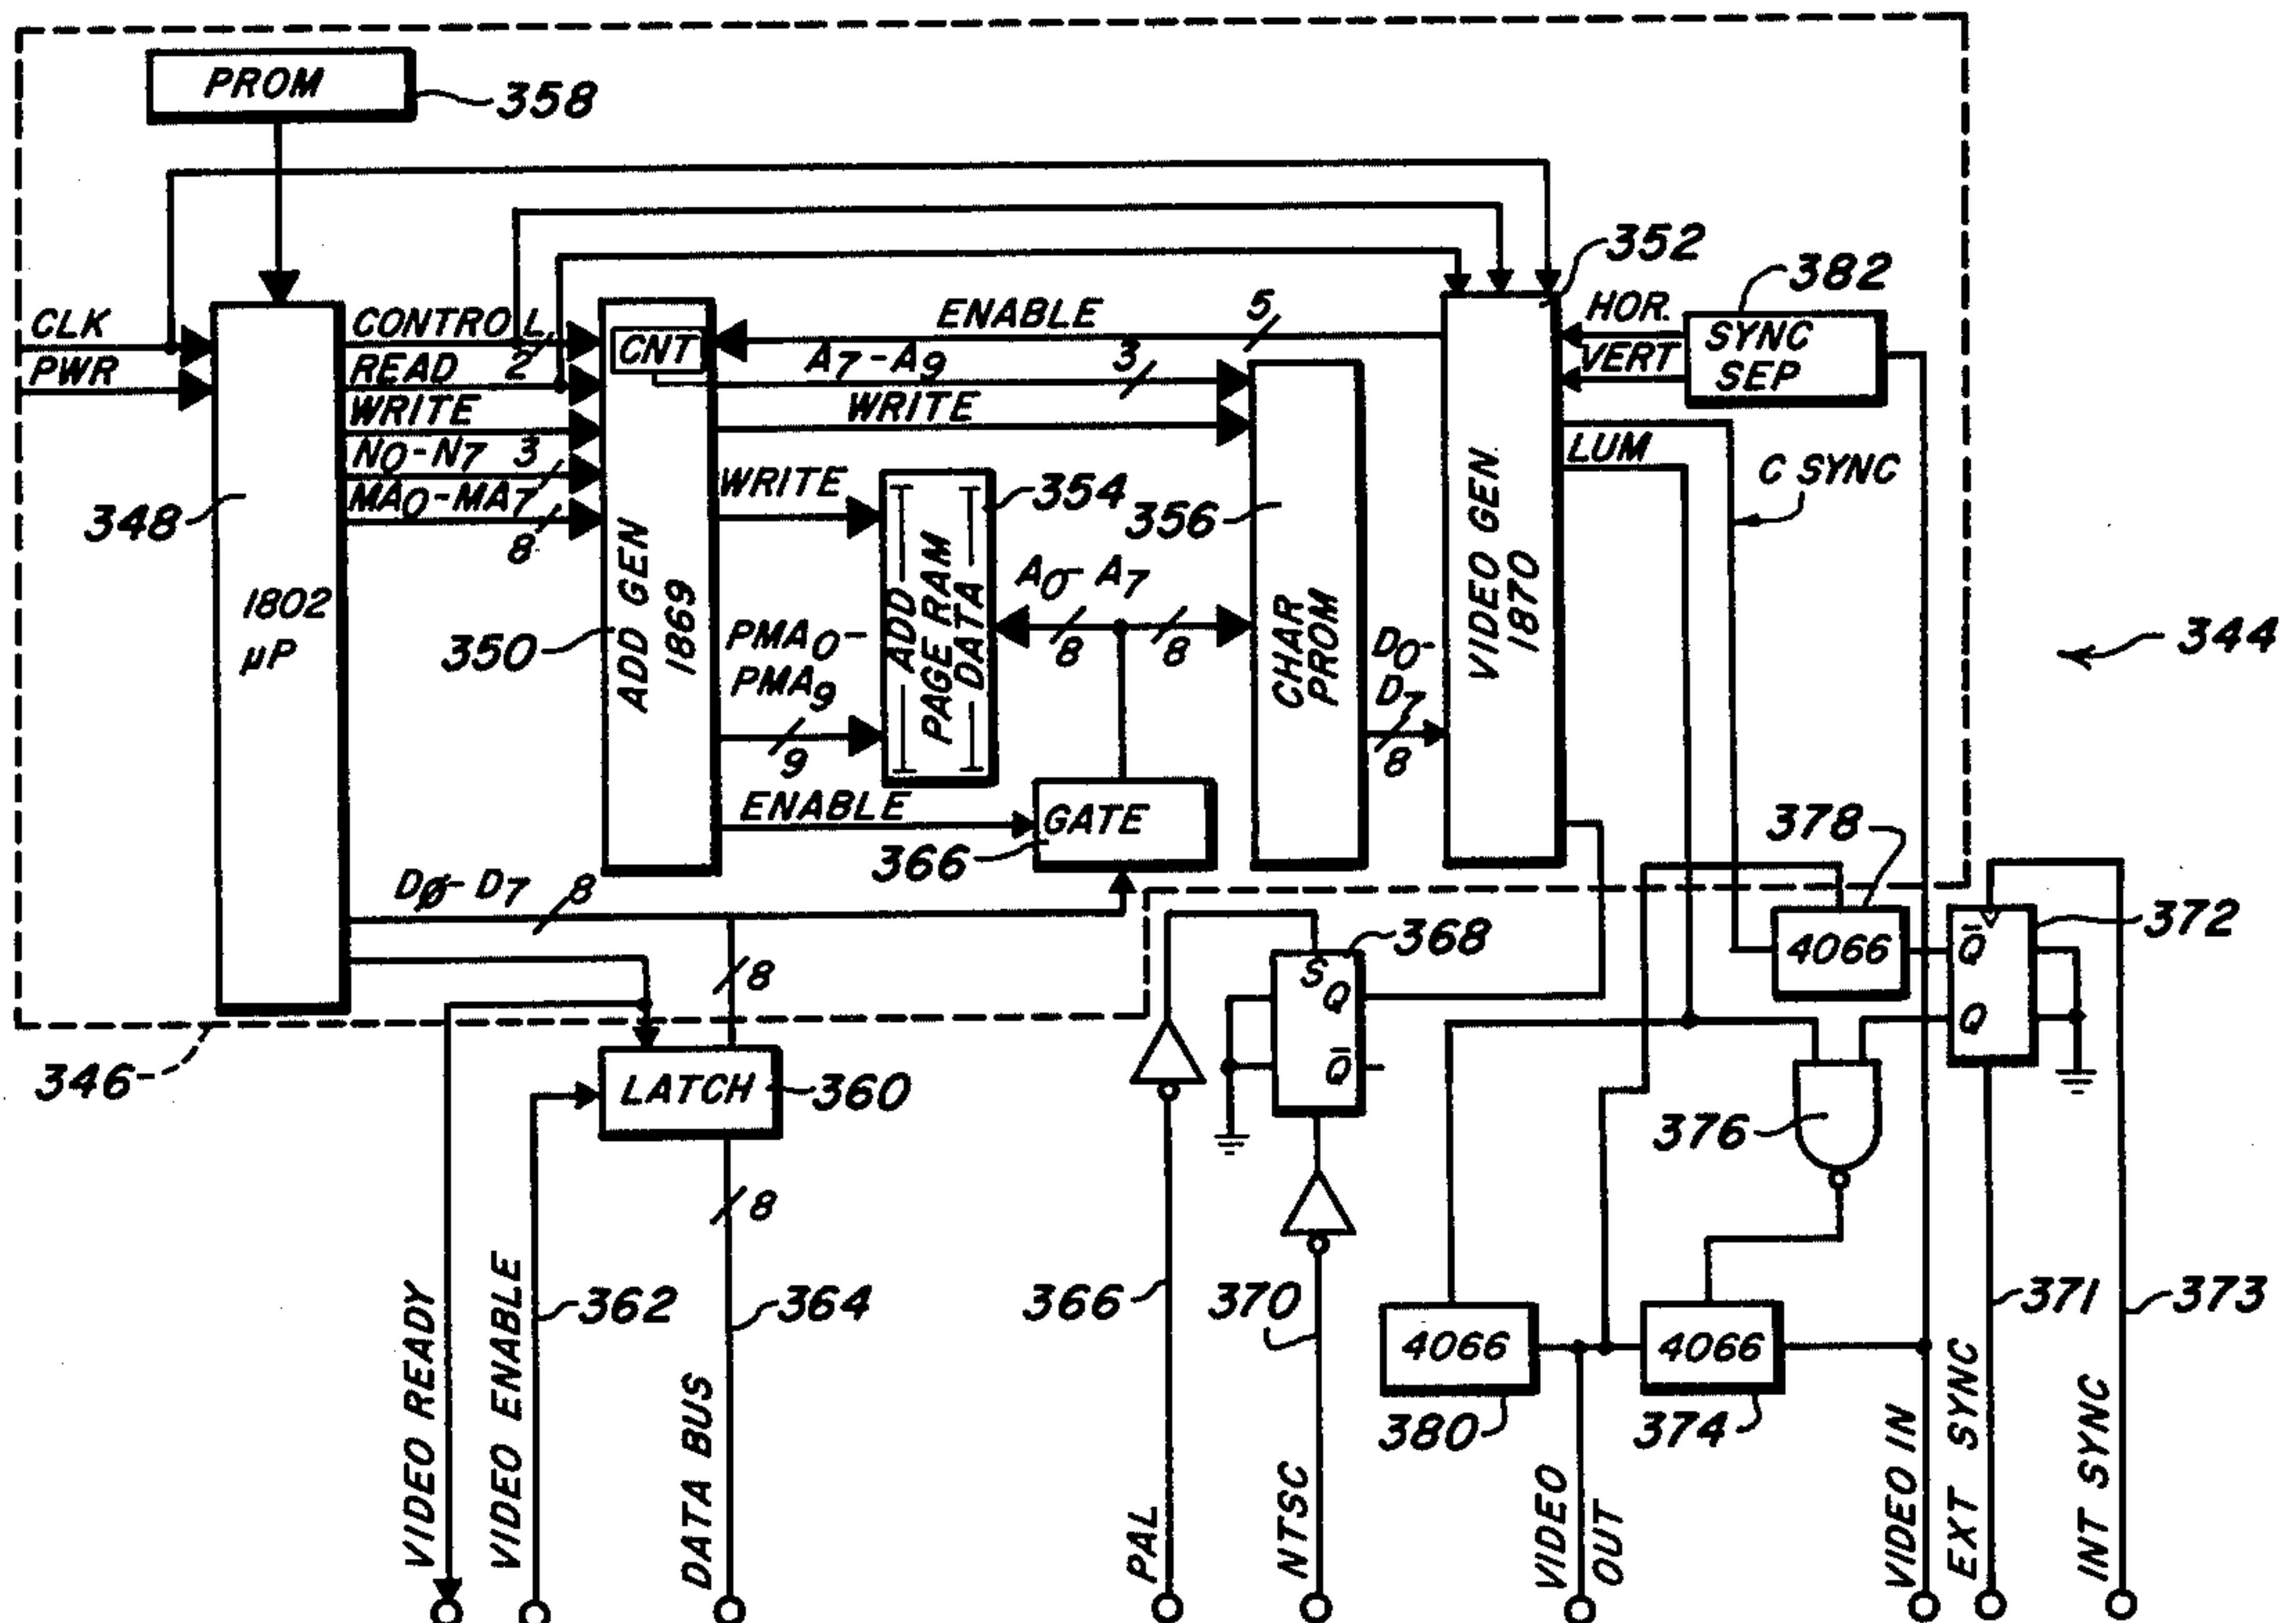 PROM
358
352
382
CLK
PWR
CONTROL
2
READ
WRITE
N0-N7 3
MA0-MA7
8
348
1802
µP
CNT
ADD GEN
1869
350
ENABLE 5
A7-A9 3
WRITE
WRITE
354
ADD
PAGE RAM
DATA
356
A0-A7
8 8
PMA0-
PMA9
9
ENABLE
GATE
366
CHAR
PROM
D0-
D7
8
VIDEO GEN.
1870
HOR.
VERT
SYNC
SEP
LUM
C SYNC
344
DØ-D7 8
8
346
LATCH
360
8
362
364
VIDEO READY
VIDEO ENABLE
DATA BUS
368
S
Q
Q̄
366
370
PAL
NTSC
378
4066
372
Q̄
Q
376
4066
380
4066
374
371
373
VIDEO
OUT
VIDEO IN
EXT SYNC
INT SYNC